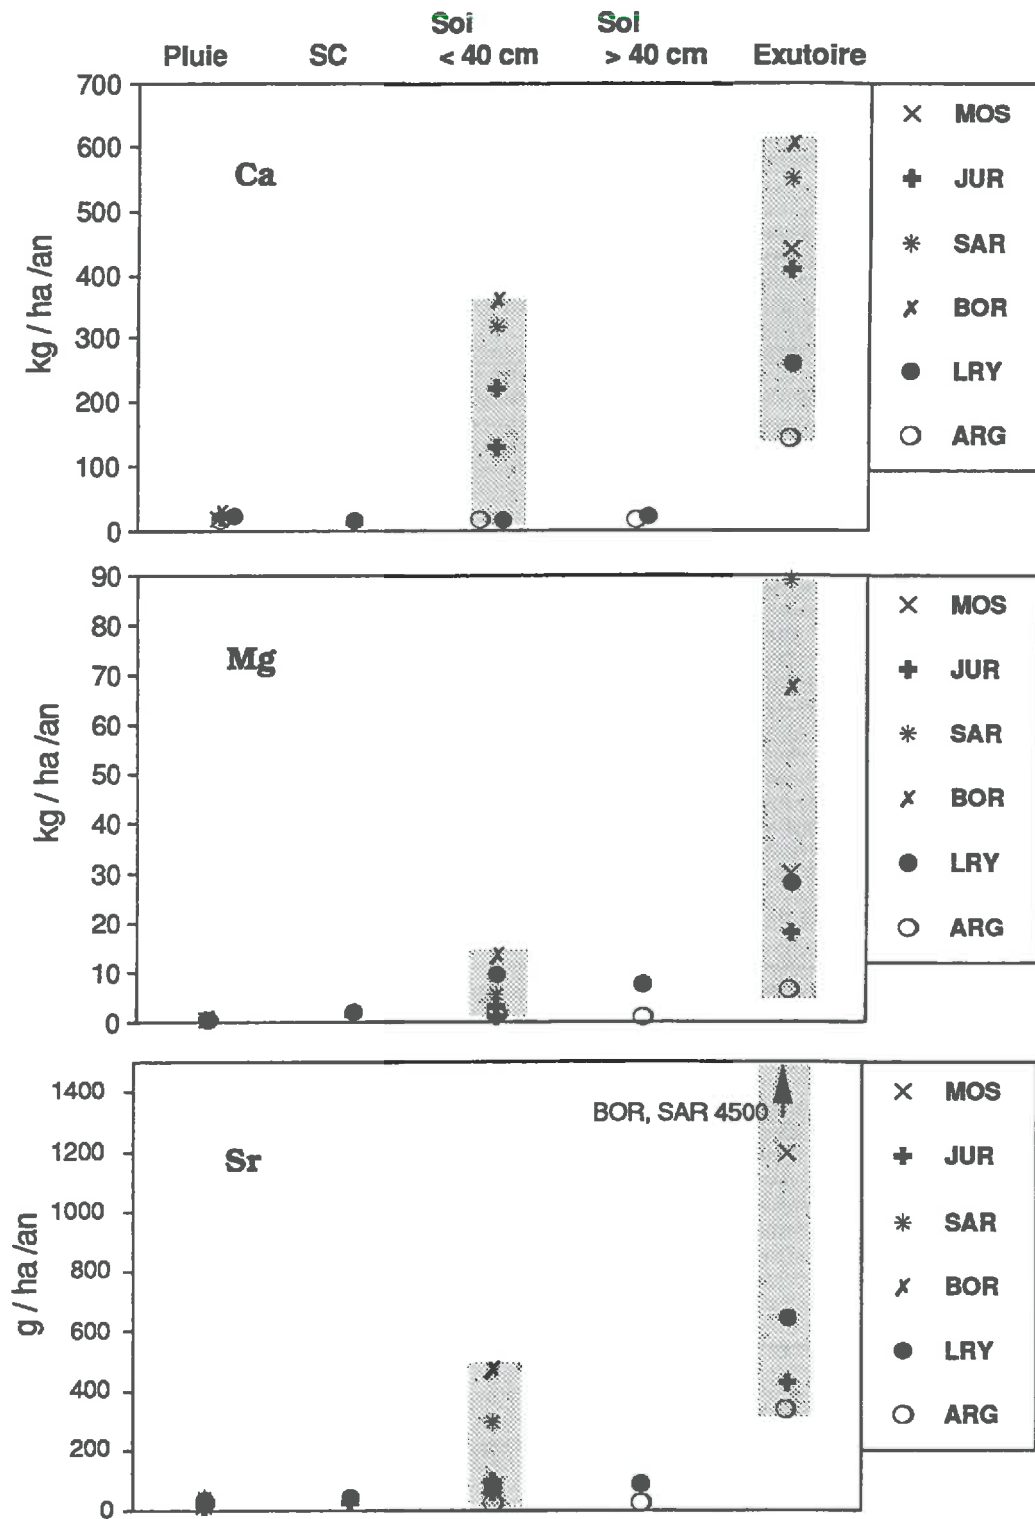 Sol Sol
Pluie SC < 40 cm > 40 cm Exutoire
Ca
kg / ha /an
700
600
500
400
300
200
100
0
MOS
JUR
SAR
BOR
LRY
ARG
Mg
kg / ha /an
90
80
70
60
50
40
30
20
10
0
MOS
JUR
SAR
BOR
LRY
ARG
Sr
g / ha /an
1400
1200
1000
800
600
400
200
0
BOR, SAR 4500
MOS
JUR
SAR
BOR
LRY
ARG